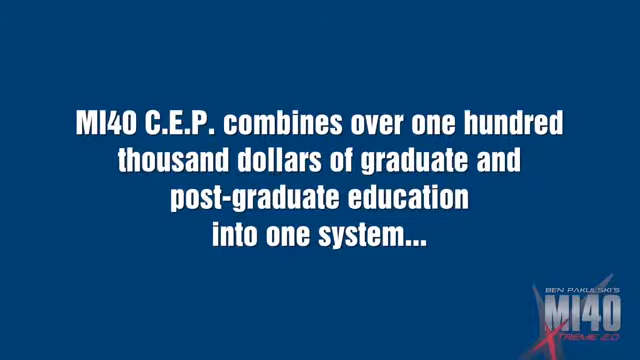 MI40 C.E.P. combines over one hundred
thousand dollars of graduate and
post-graduate education
into one system...
BEN PAKULSKI'S
MI40
XTREME 2.0